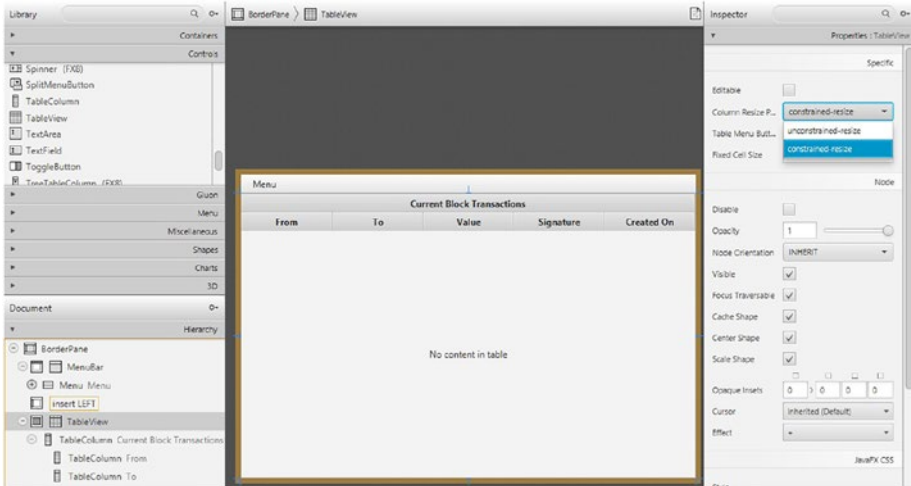 Library
Containers
Controls
Spinner (FX8)
SplitMenuButton
TableColumn
TableView
TextArea
TextField
ToggleButton
TreeTableColumn (FX8)
Gluon
Menu
Miscellaneous
Shapes
Charts
3D
Document
Hierarchy
BorderPane
MenuBar
Menu Menu
insert LEFT
TableView
TableColumn Current Block Transactions
TableColumn From
TableColumn To
BorderPane TableView
Menu
Current Block Transactions
From To Value Signature Created On
No content in table
Inspector
Properties : TableView
Specific
Editable
Column Resize P... constrained-resize
Table Menu Butt... unconstrained-resize
constrained-resize
Fixed Cell Size
Node
Disable
Opacity 1
Node Orientation INHERIT
Visible
Focus Traversable
Cache Shape
Center Shape
Scale Shape
Opaque Insets 0 0 0 0
Cursor Inherited (Default)
Effect
JavaFX CSS